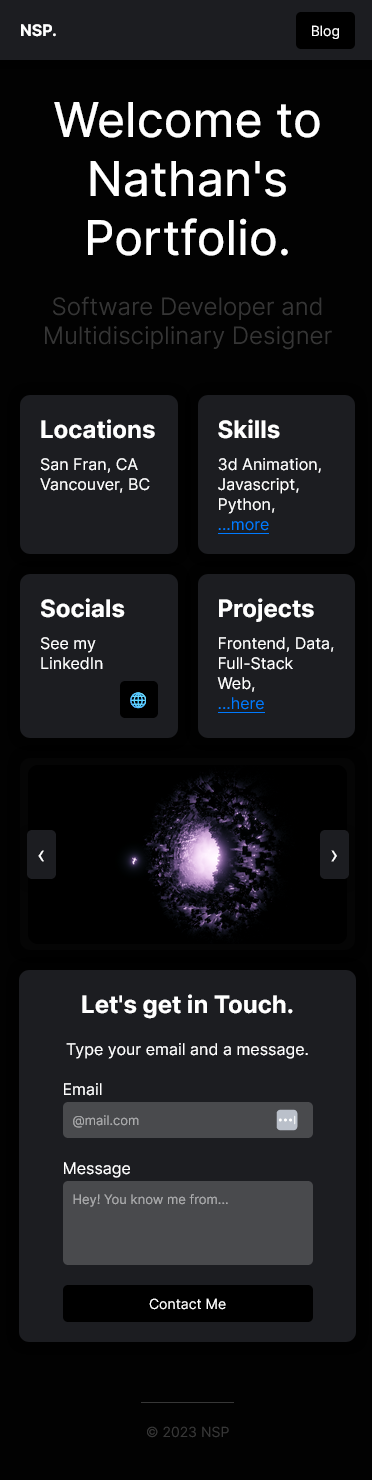 NSP.
Blog
Welcome to
Nathan's
Portfolio.
Software Developer and
Multidisciplinary Designer
Locations
San Fran, CA
Vancouver, BC
Skills
3d Animation,
Javascript,
Python,
...more
Socials
See my
LinkedIn
Projects
Frontend, Data,
Full-Stack
Web,
...here
Let's get in Touch.
Type your email and a message.
Email
@mail.com
Message
Hey! You know me from...
Contact Me
© 2023 NSP